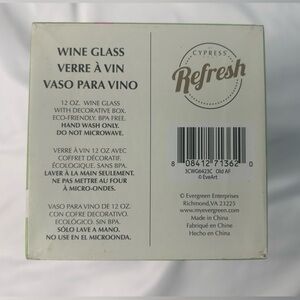 WINE GLASS
VERRE À VIN
VASO PARA VINO
12 OZ. WINE GLASS
WITH DECORATIVE BOX.
ECO-FRIENDLY. BPA FREE.
HAND WASH ONLY.
DO NOT MICROWAVE.
VERRE À VIN 12 OZ AVEC
COFFRET DÉCORATIF.
ÉCOLOGIQUE. SANS BPA.
LAVER À LA MAIN SEULEMENT.
NE PAS METTRE AU FOUR
À MICRO-ONDES.
VASO PARA VINO DE 12 OZ.
CON COFRE DECORATIVO.
ECOLÓGICO. SIN BPA.
SÓLO LAVE A MANO.
NO USE EN EL MICROONDA.
CYPRESS
Refresh
8 08412 71362 0
3CWG6423C Old AF
© EveArt
© Evergreen Enterprises
Richmond, VA 23225
www.myevergreen.com
Made in China
Fabriqué en Chine
Hecho en China